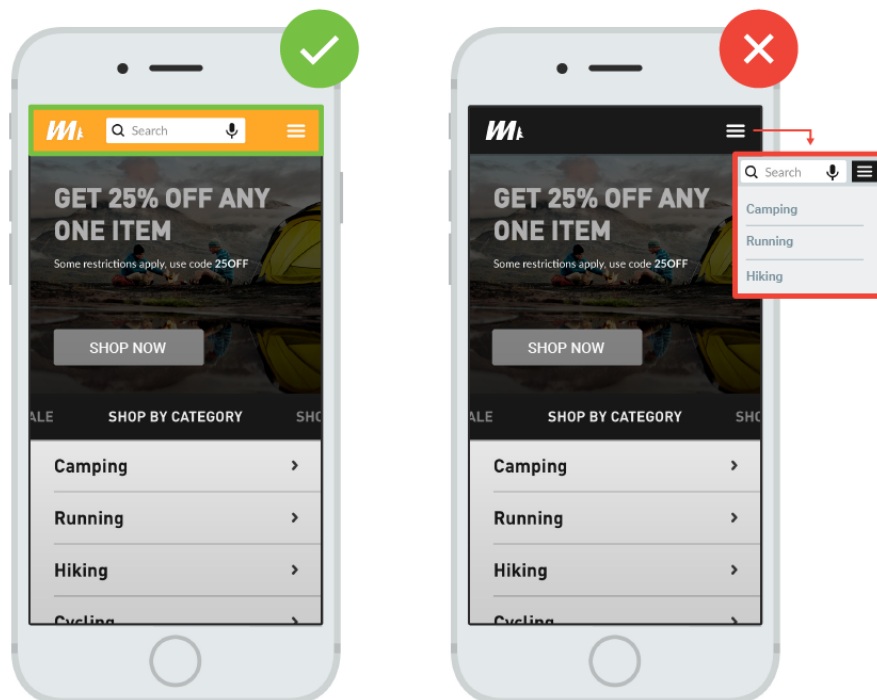 Search
GET 25% OFF ANY
ONE ITEM
Some restrictions apply, use code 25OFF
SHOP NOW
ALE SHOP BY CATEGORY SHO
Camping
Running
Hiking
Cycling
Search
Camping
Running
Hiking
GET 25% OFF ANY
ONE ITEM
Some restrictions apply, use code 25OFF
SHOP NOW
ALE SHOP BY CATEGORY SHO
Camping
Running
Hiking
Cycling